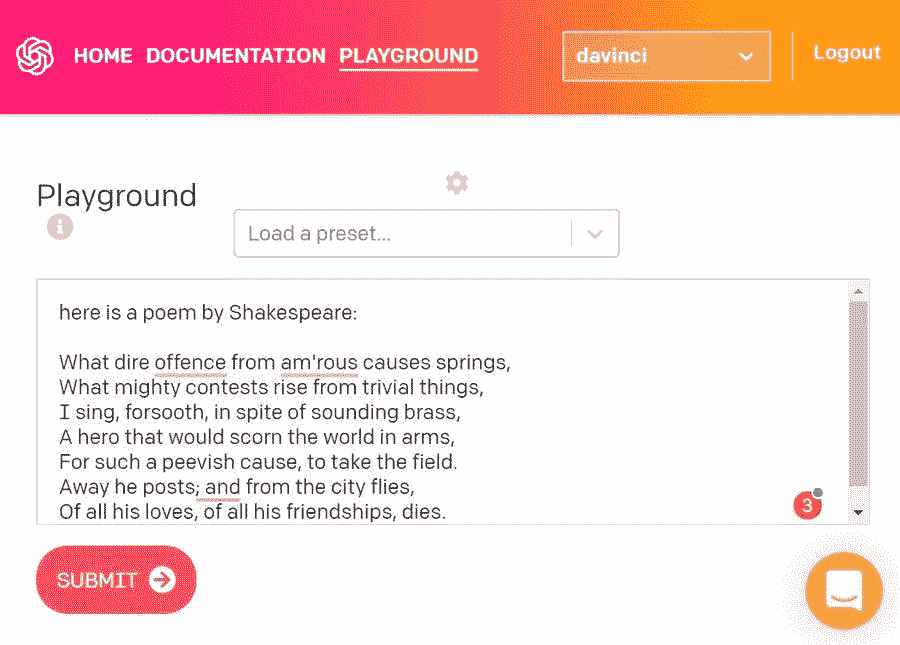 HOME DOCUMENTATION PLAYGROUND davinci Logout
Playground
Load a preset...
here is a poem by Shakespeare:
What dire offence from am'rous causes springs,
What mighty contests rise from trivial things,
I sing, forsooth, in spite of sounding brass,
A hero that would scorn the world in arms,
For such a peevish cause, to take the field.
Away he posts; and from the city flies,
Of all his loves, of all his friendships, dies.
3
SUBMIT